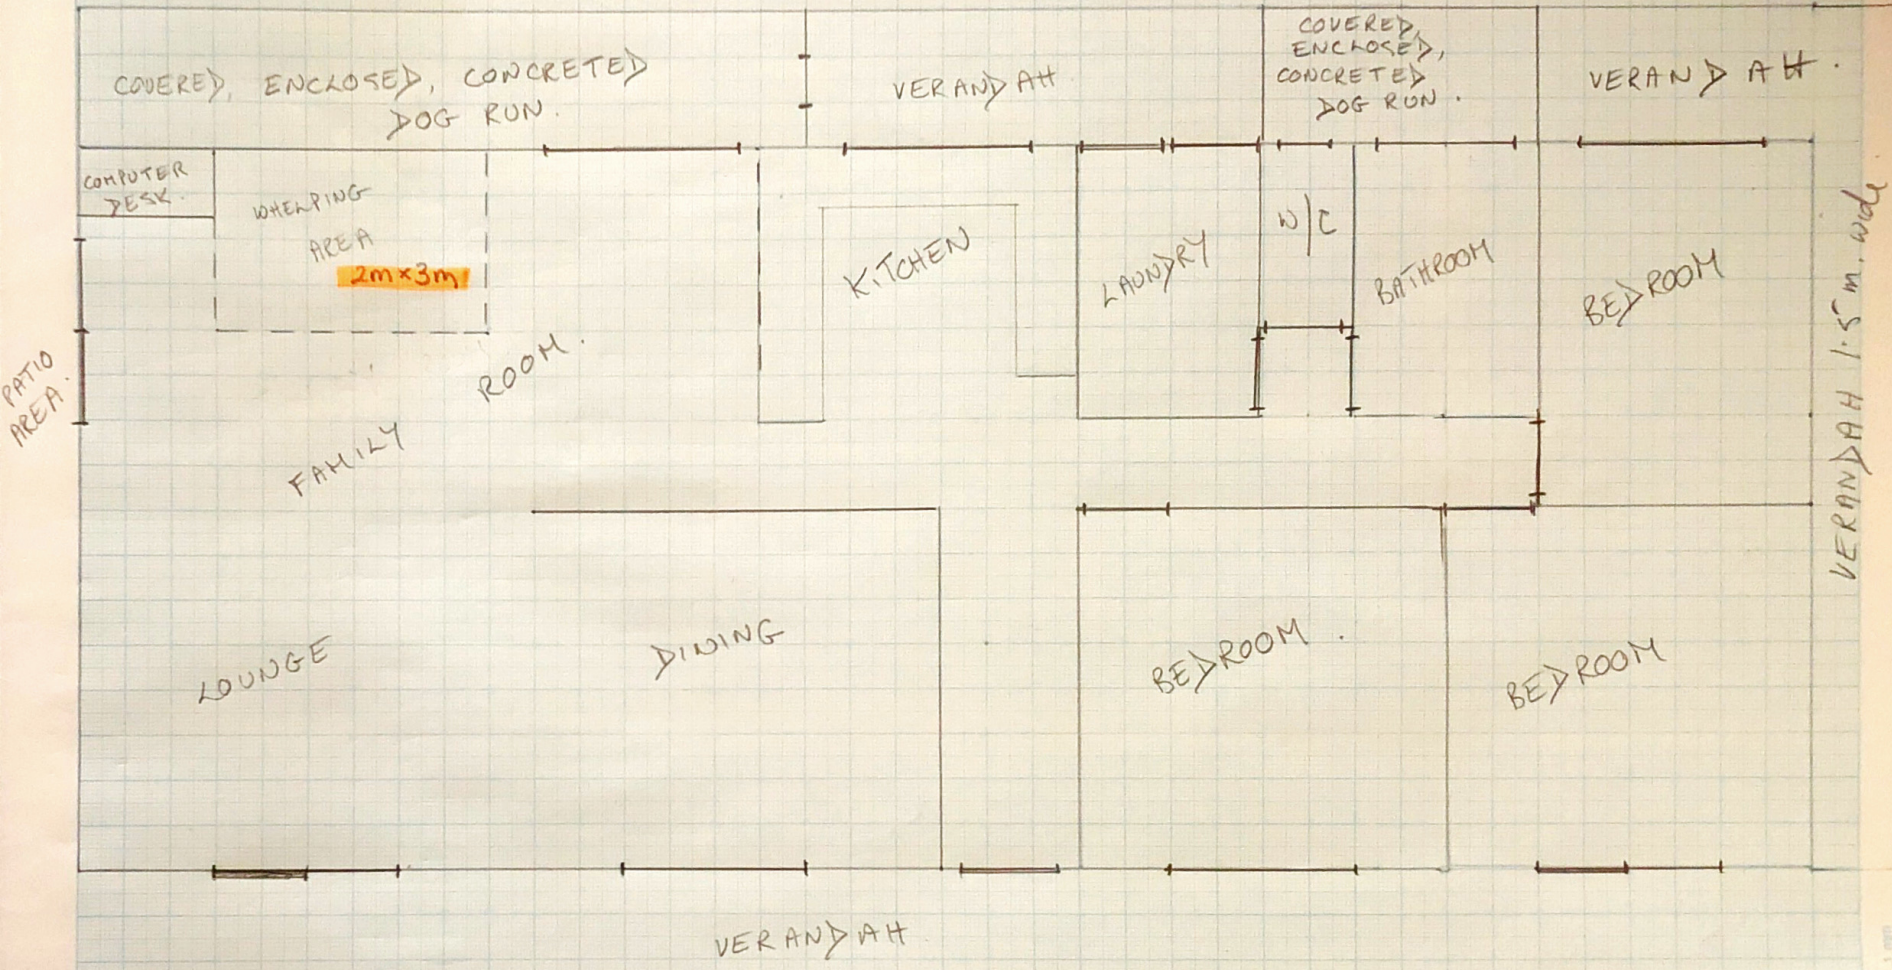 COVERED, ENCLOSED, CONCRETED
DOG RUN.
VERANDAH
COVERED,
ENCLOSED,
CONCRETED
DOG RUN.
VERANDAH.
COMPUTER
DESK.
WHELPING
AREA
2m x 3m
KITCHEN
LAUNDRY
W/C
BATHROOM
BEDROOM
VERANDAH 1.5 m. wide.
PATIO
AREA.
FAMILY ROOM.
LOUNGE
DINING
BEDROOM.
BEDROOM
VERANDAH